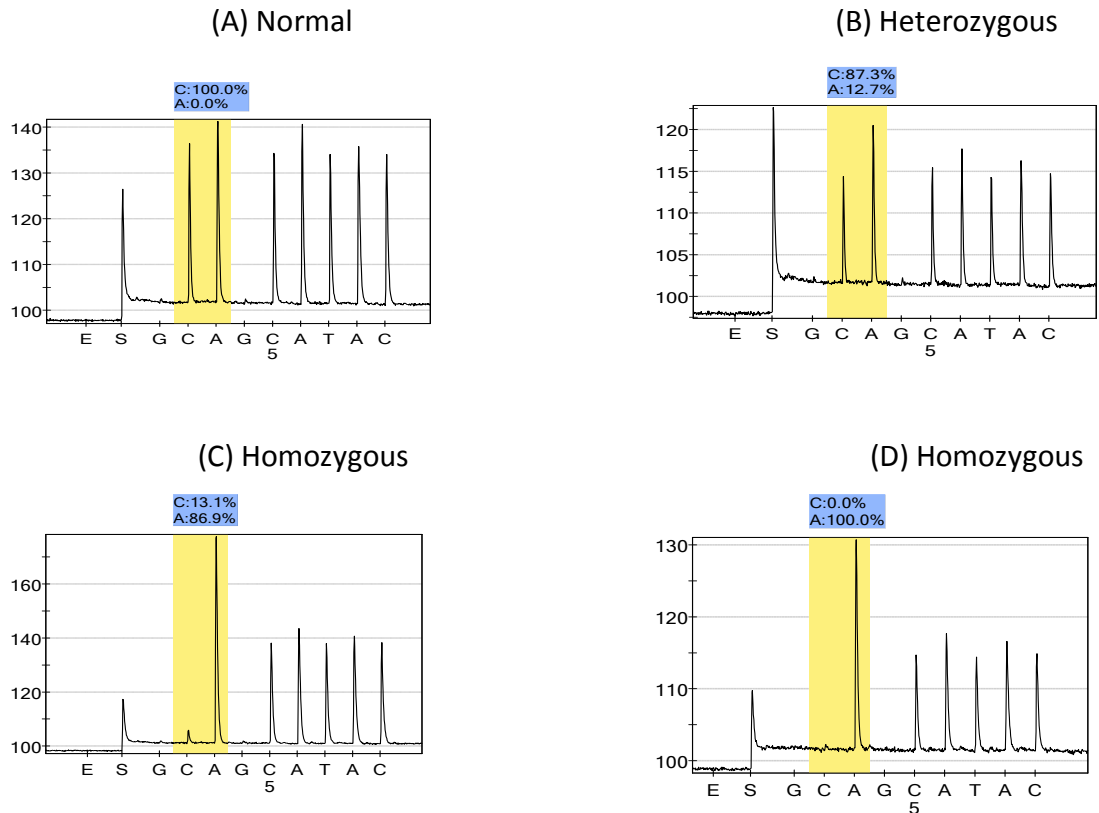 (A) Normal
(B) Heterozygous
C:100.0%
A:0.0%
C:87.3%
A:12.7%
140
130
120
110
100
E S G C A G C A T A C
5
120
115
110
105
100
E S G C A G C A T A C
5
(C) Homozygous
(D) Homozygous
C:13.1%
A:86.9%
C:0.0%
A:100.0%
160
140
120
100
E S G C A G C A T A C
5
130
120
110
100
E S G C A G C A T A C
5